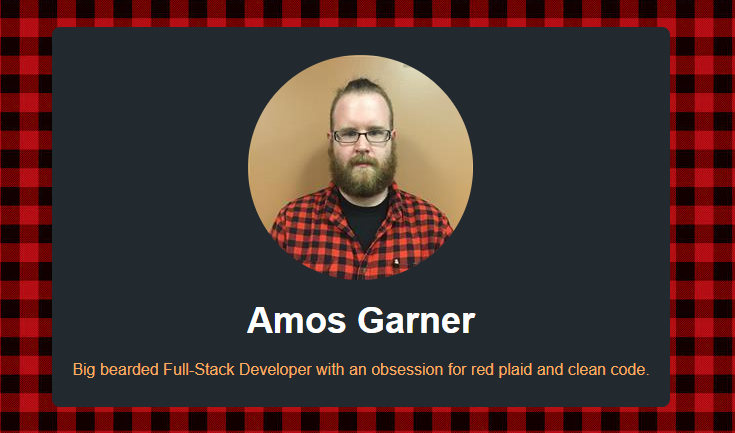 Amos Garner
Big bearded Full-Stack Developer with an obsession for red plaid and clean code.